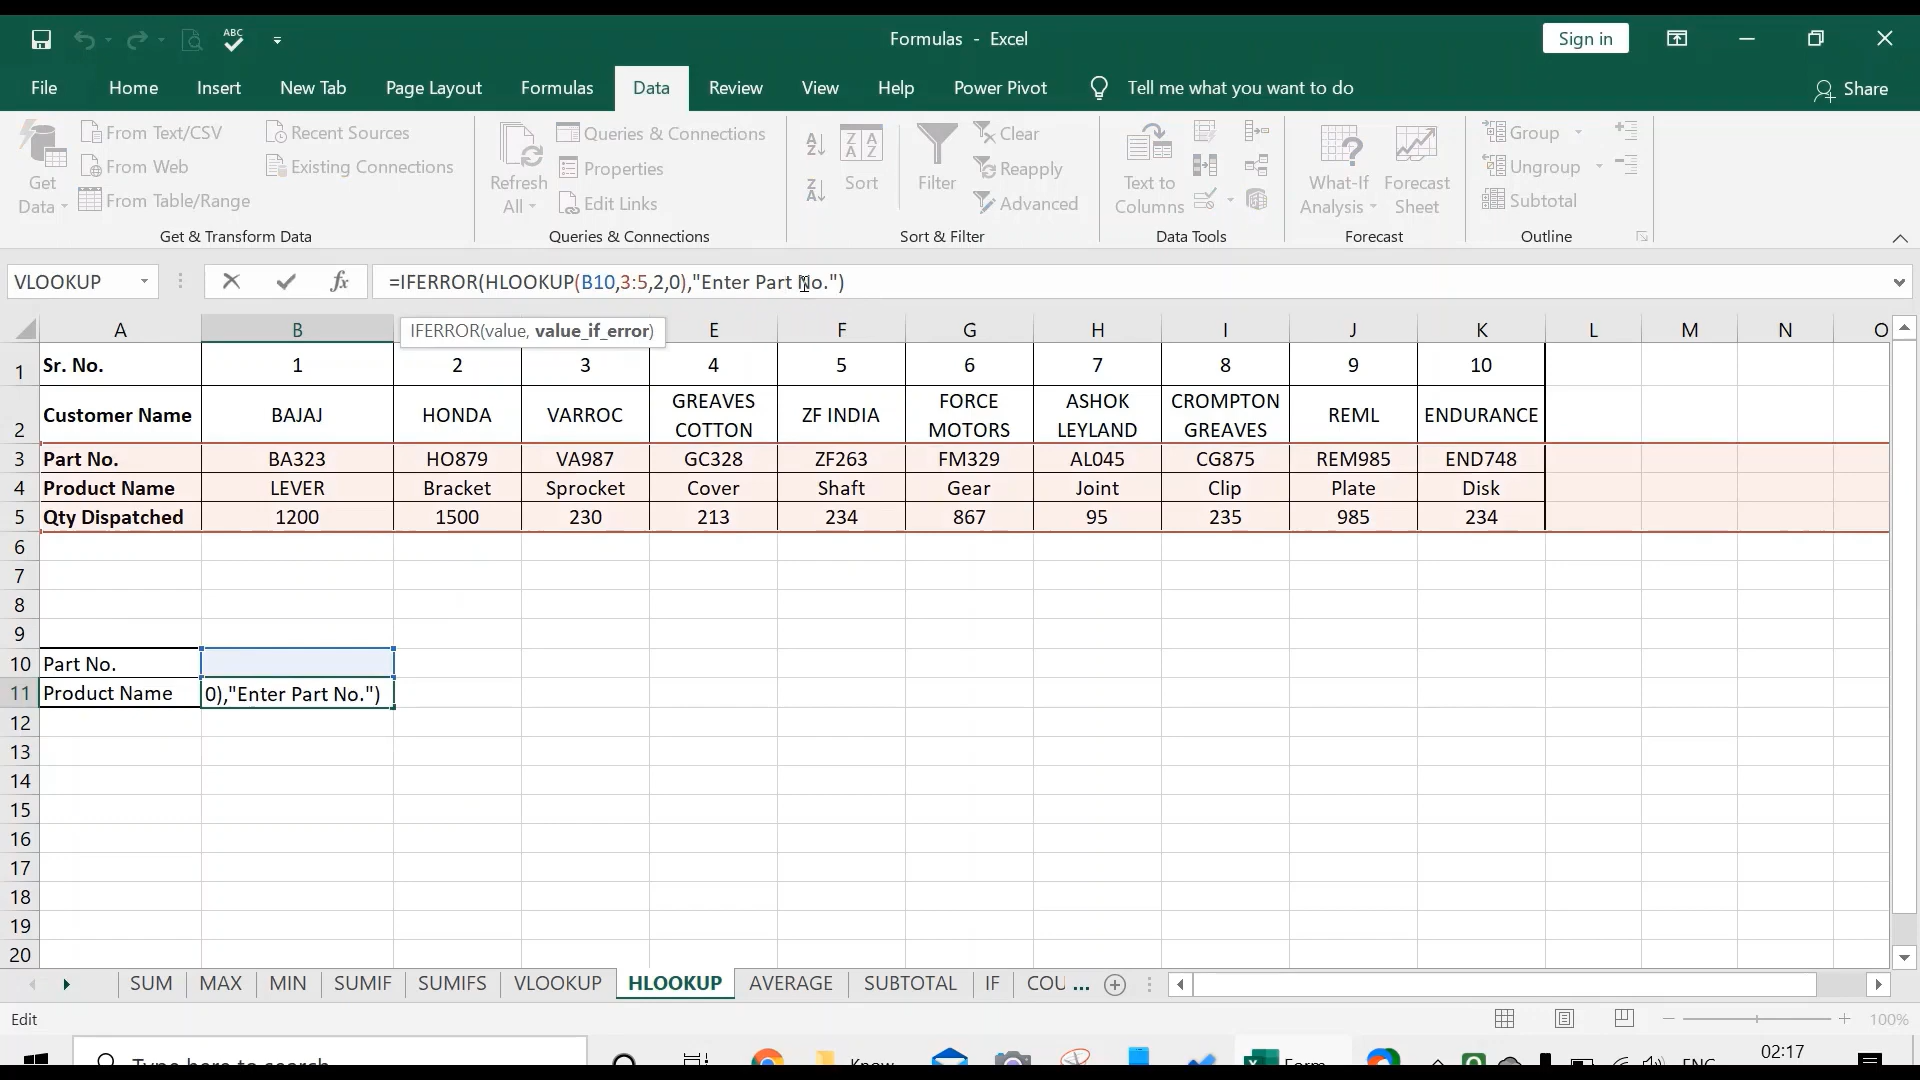 ABC
Formulas - Excel
Sign in
File Home Insert New Tab Page Layout Formulas Data Review View Help Power Pivot Tell me what you want to do Share
Get Data
From Text/CSV
From Web
From Table/Range
Recent Sources
Existing Connections
Get & Transform Data
Refresh All
Queries & Connections
Properties
Edit Links
Queries & Connections
Sort
Filter
Clear
Reapply
Advanced
Sort & Filter
Text to Columns
Data Tools
What-If Analysis
Forecast Sheet
Forecast
Group
Ungroup
Subtotal
Outline
VLOOKUP fx =IFERROR(HLOOKUP(B10,3:5,2,0),"Enter Part No.")
IFERROR(value, value_if_error)
A B E F G H I J K L M N O
1 Sr. No. 1 2 3 4 5 6 7 8 9 10
2 Customer Name BAJAJ HONDA VARROC GREAVES COTTON ZF INDIA FORCE MOTORS ASHOK LEYLAND CROMPTON GREAVES REML ENDURANCE
3 Part No. BA323 HO879 VA987 GC328 ZF263 FM329 AL045 CG875 REM985 END748
4 Product Name LEVER Bracket Sprocket Cover Shaft Gear Joint Clip Plate Disk
5 Qty Dispatched 1200 1500 230 213 234 867 95 235 985 234
6
7
8
9
10 Part No.
11 Product Name 0),"Enter Part No.")
12
13
14
15
16
17
18
19
20
SUM MAX MIN SUMIF SUMIFS VLOOKUP HLOOKUP AVERAGE SUBTOTAL IF COU ...
Edit 100%
Type here to search Know Form ENG 02:17